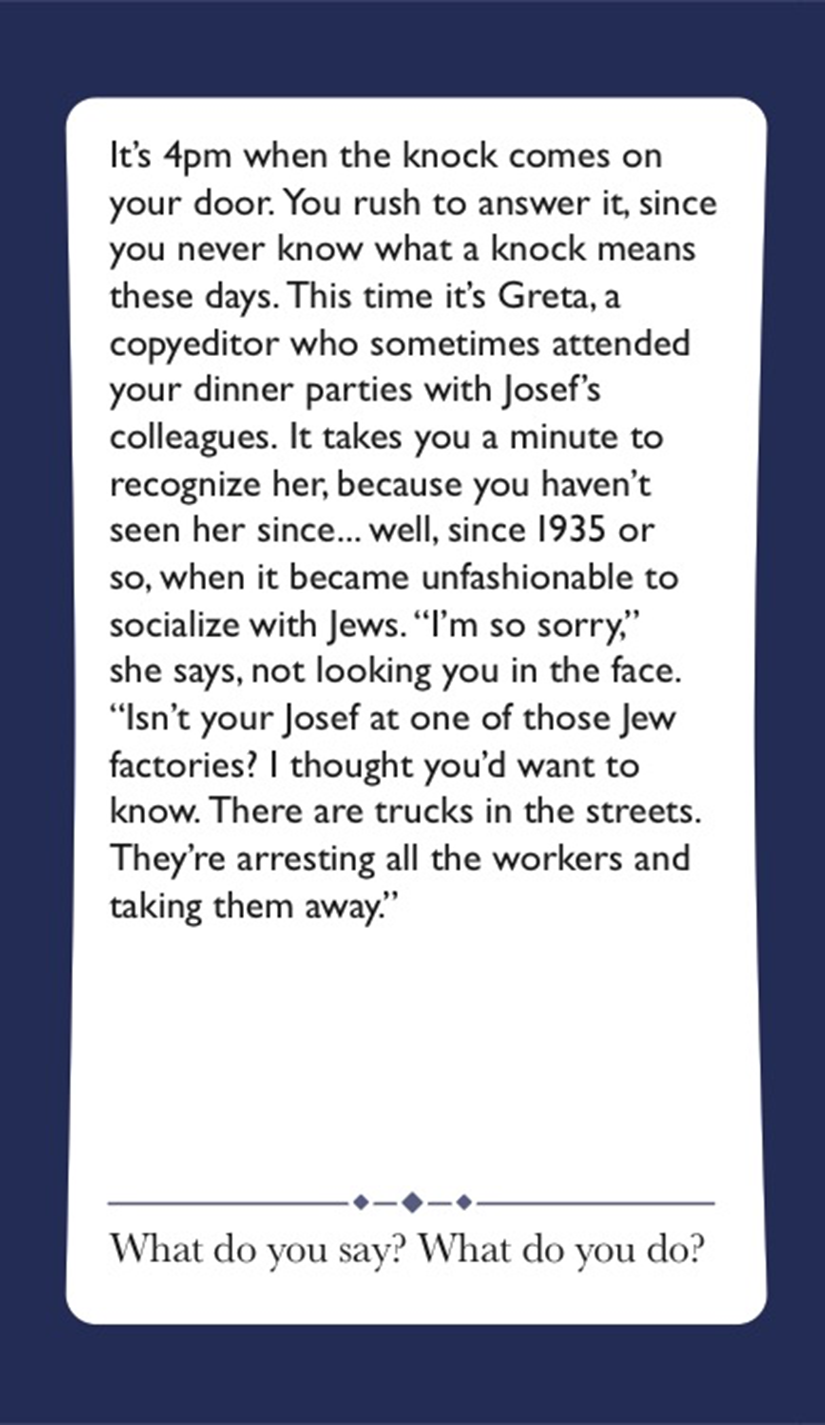 It’s 4pm when the knock comes on
your door. You rush to answer it, since
you never know what a knock means
these days. This time it’s Greta, a
copyeditor who sometimes attended
your dinner parties with Josef’s
colleagues. It takes you a minute to
recognize her, because you haven’t
seen her since... well, since 1935 or
so, when it became unfashionable to
socialize with Jews. “I’m so sorry,”
she says, not looking you in the face.
“Isn’t your Josef at one of those Jew
factories? I thought you’d want to
know. There are trucks in the streets.
They’re arresting all the workers and
taking them away.”
What do you say? What do you do?